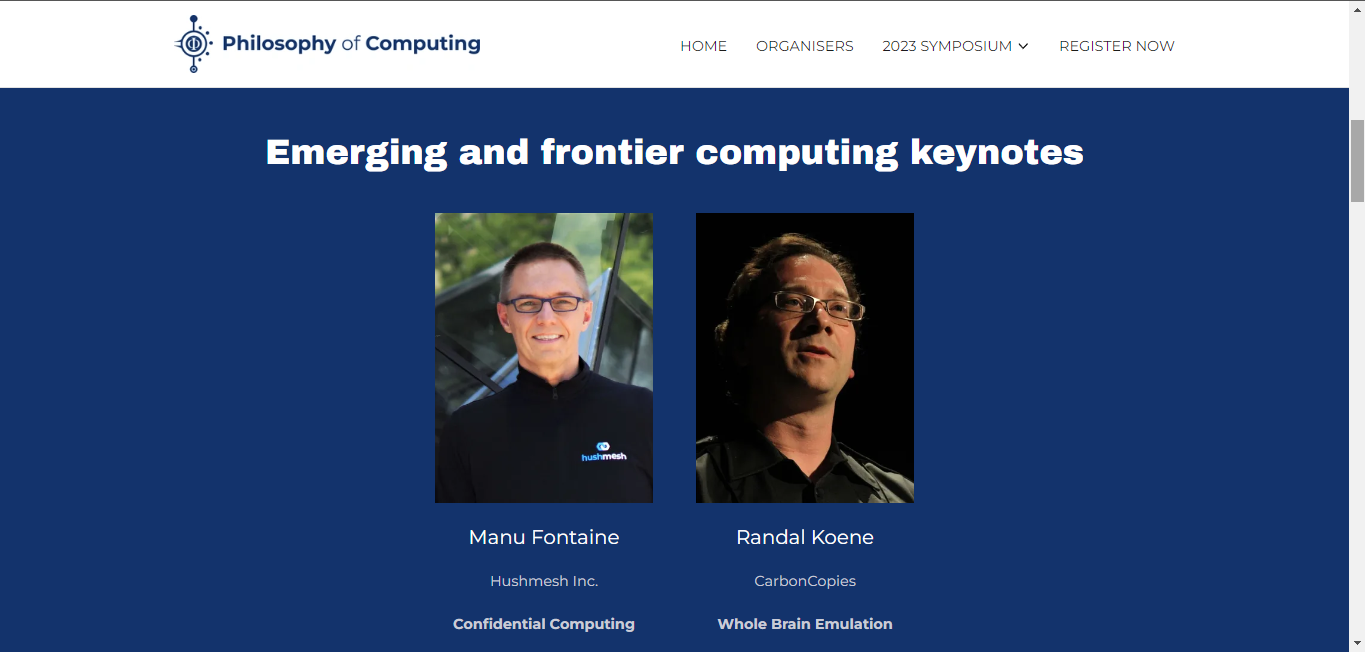 Philosophy of Computing
HOME
ORGANISERS
2023 SYMPOSIUM
REGISTER NOW
Emerging and frontier computing keynotes
hushmesh
Manu Fontaine
Randal Koene
Hushmesh Inc.
CarbonCopies
Confidential Computing
Whole Brain Emulation